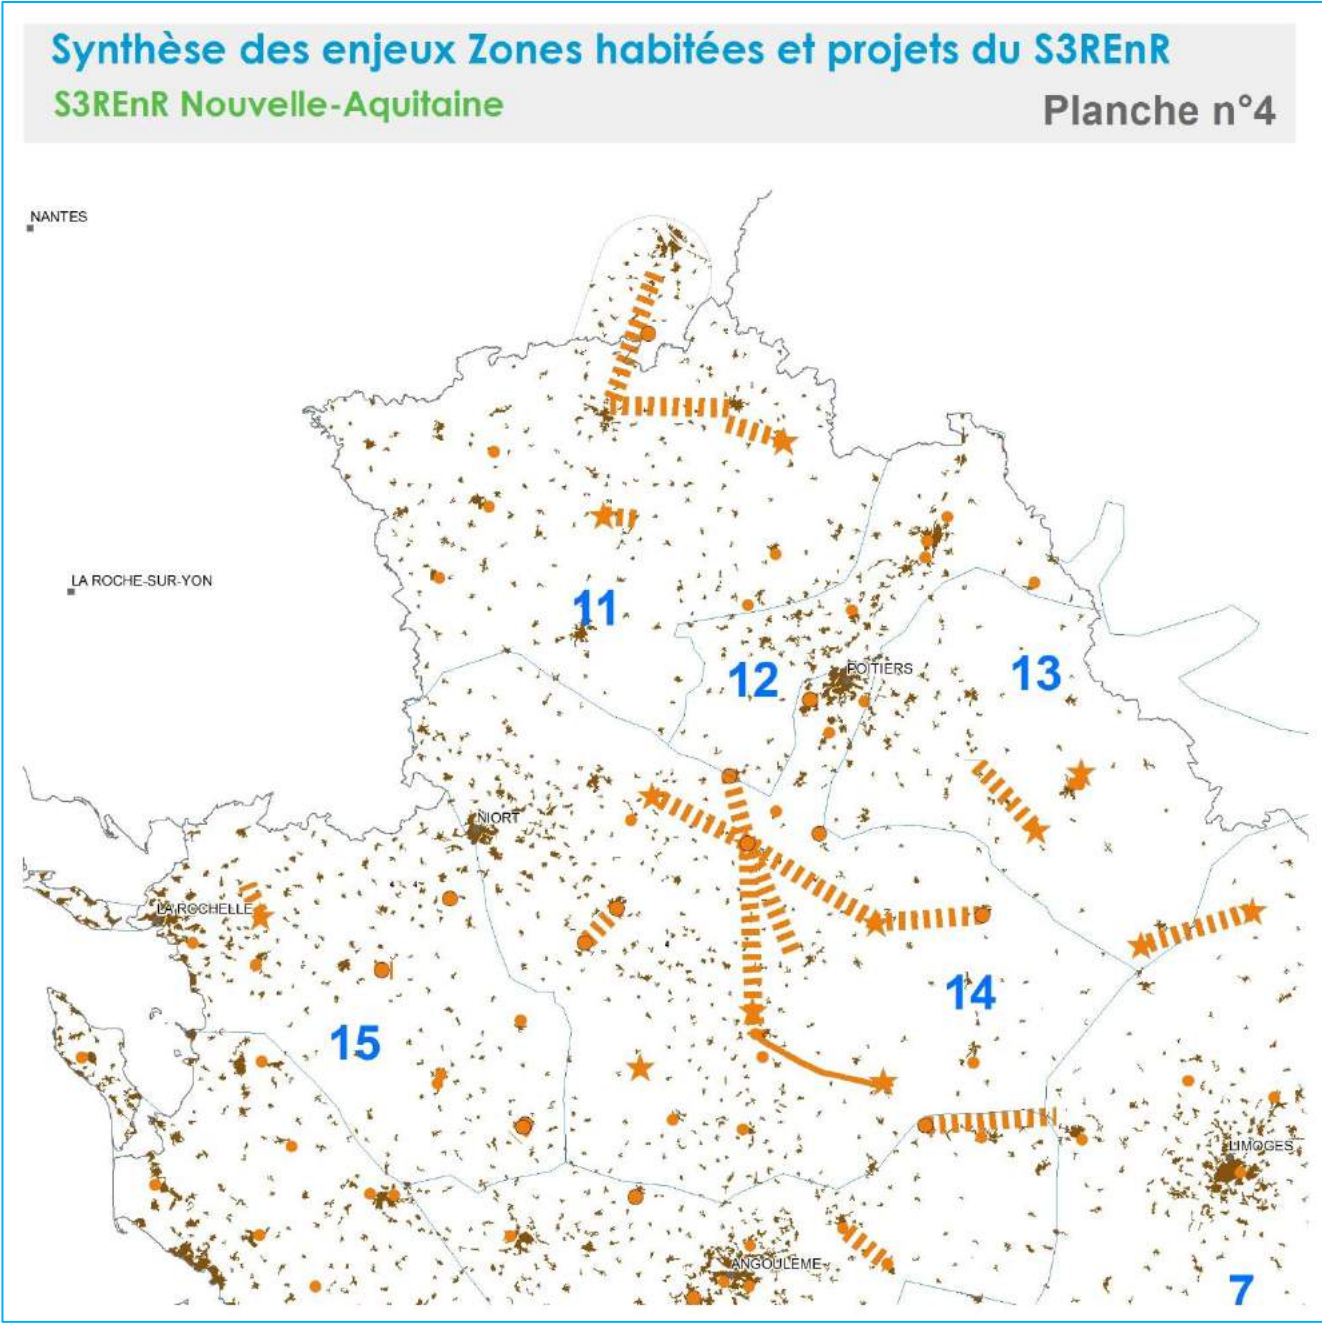 Synthèse des enjeux Zones habitées et projets du S3REnR
S3REnR Nouvelle-Aquitaine
Planche n°4
NANTES
LA ROCHE-SUR-YON
11
12
POITIERS
13
NIORT
LA ROCHELLE
14
15
LIMOGES
ANGOULEME
7